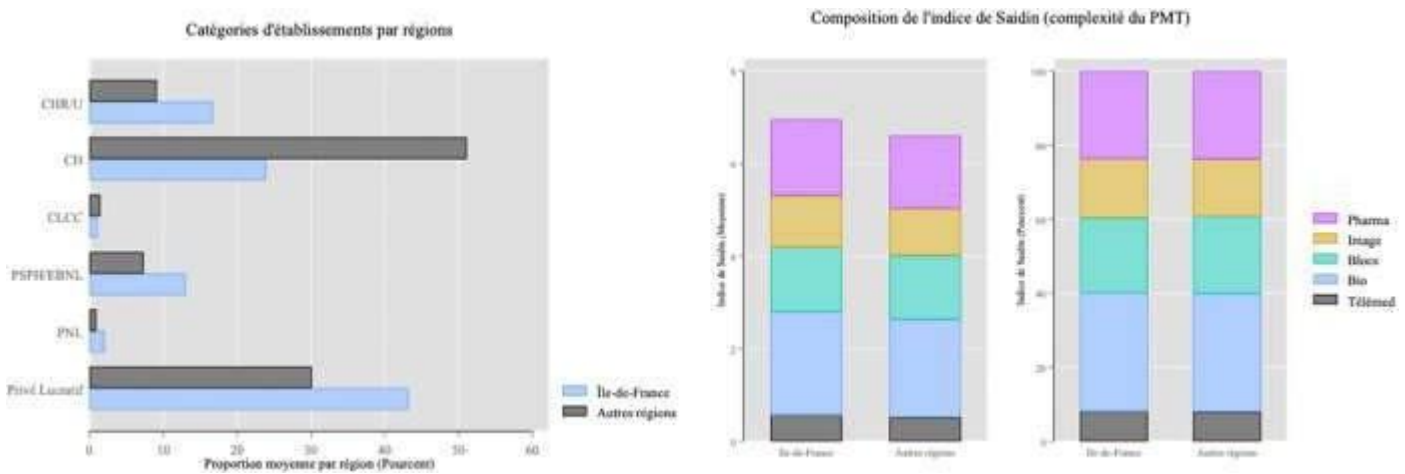 Catégories d'établissements par régions
CHR/U
CH
CLCC
PSPH/EBNL
PNL
Privé Lucratif
0 10 20 30 40 50 60
Proportion moyenne par région (Pourcent)
Île-de-France
Autres régions
Composition de l'indice de Saidin (complexité du PMT)
Indice de Saidin (Moyenne)
8
6
4
2
0
Ile-de-France Autres régions
Indice de Saidin (Pourcent)
100
80
60
40
20
0
Ile-de-France Autres régions
Pharma
Image
Blocs
Bio
Télémed